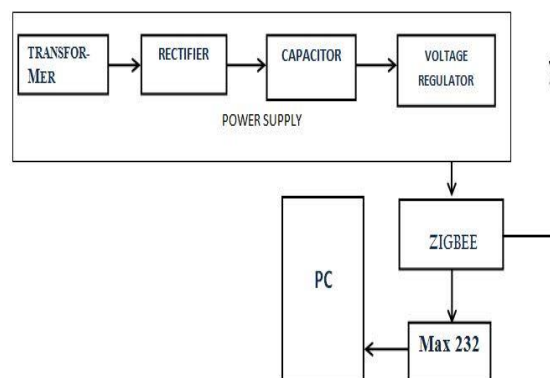 TRANSFOR-
MER
RECTIFIER
CAPACITOR
VOLTAGE
REGULATOR
POWER SUPPLY
ZIGBEE
PC
Max 232